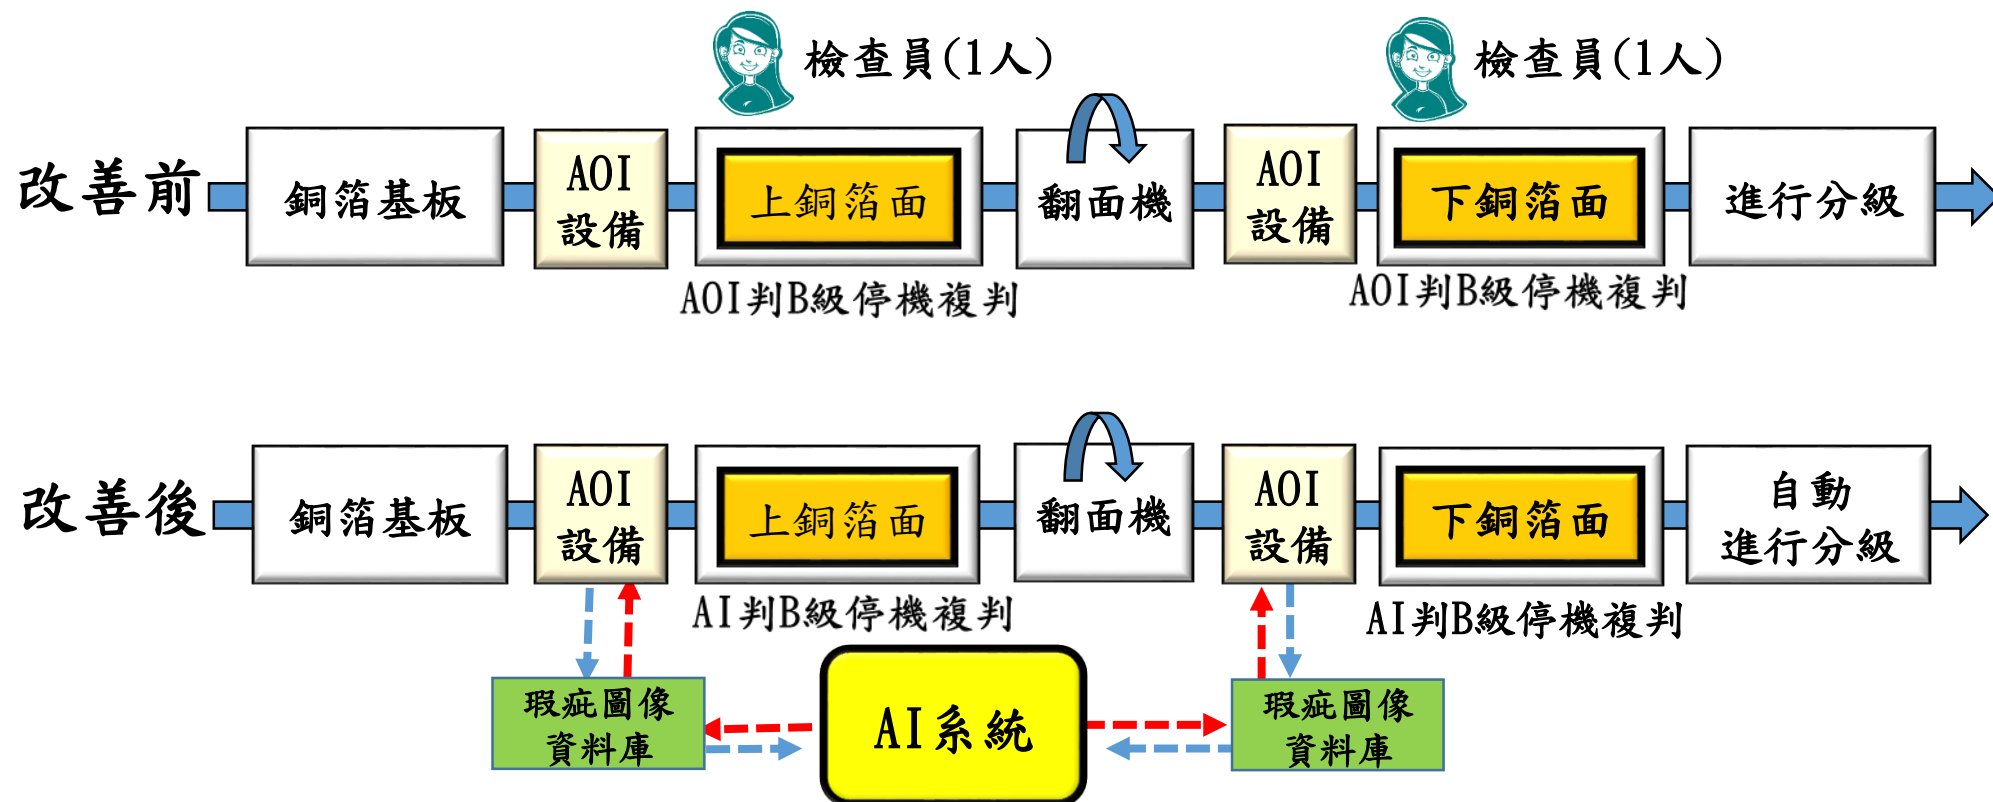 檢查員(1人)
檢查員(1人)
改善前
銅箔基板
AOI
設備
上銅箔面
翻面機
AOI
設備
下銅箔面
進行分級
AOI判B級停機複判
AOI判B級停機複判
改善後
銅箔基板
AOI
設備
上銅箔面
翻面機
AOI
設備
下銅箔面
自動
進行分級
AI判B級停機複判
AI判B級停機複判
瑕疵圖像
資料庫
AI系統
瑕疵圖像
資料庫